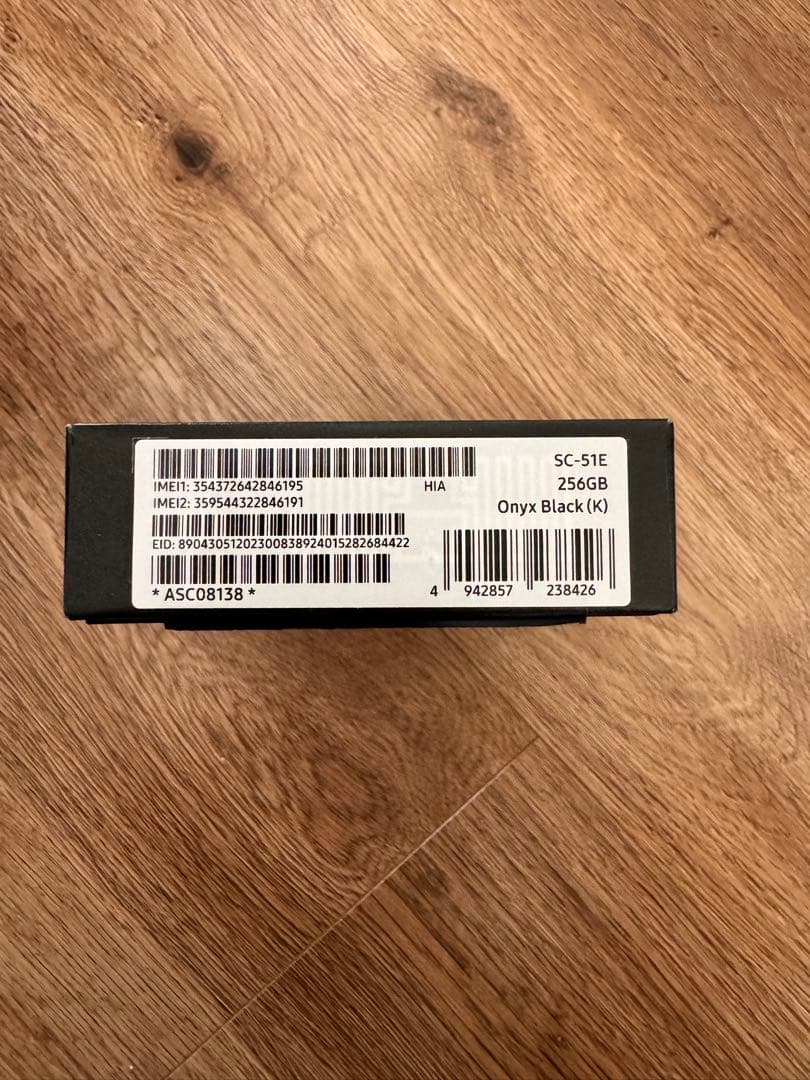 IMEI1: 354372642846195
HIA
IMEI2: 359544322846191
EID: 89043051202300838924015282684422
* ASC08138 *
SC-51E
256GB
Onyx Black (K)
4 942857 238426